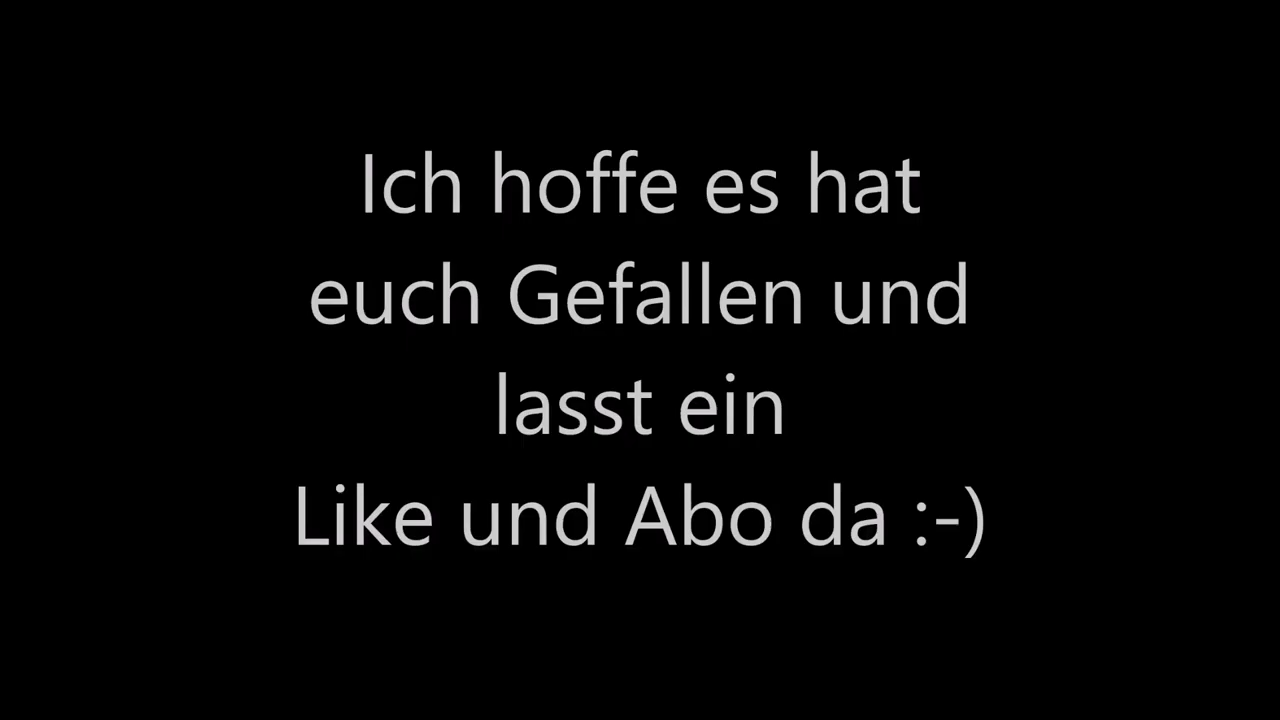 Ich hoffe es hat
euch Gefallen und
lasst ein
Like und Abo da :-)